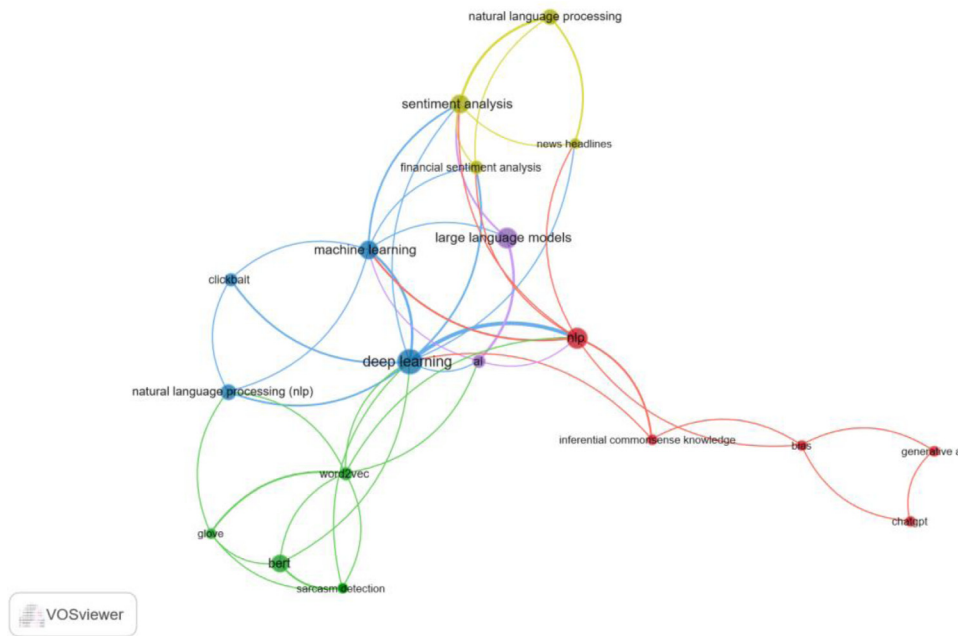 natural language processing
sentiment analysis
news headlines
financial sentiment analysis
large language models
machine learning
clickbait
nlp
deep learning
ai
natural language processing (nlp)
inferential commonsense knowledge
bias
generative a
word2vec
chatgpt
glove
bert
sarcasm detection
VOSviewer